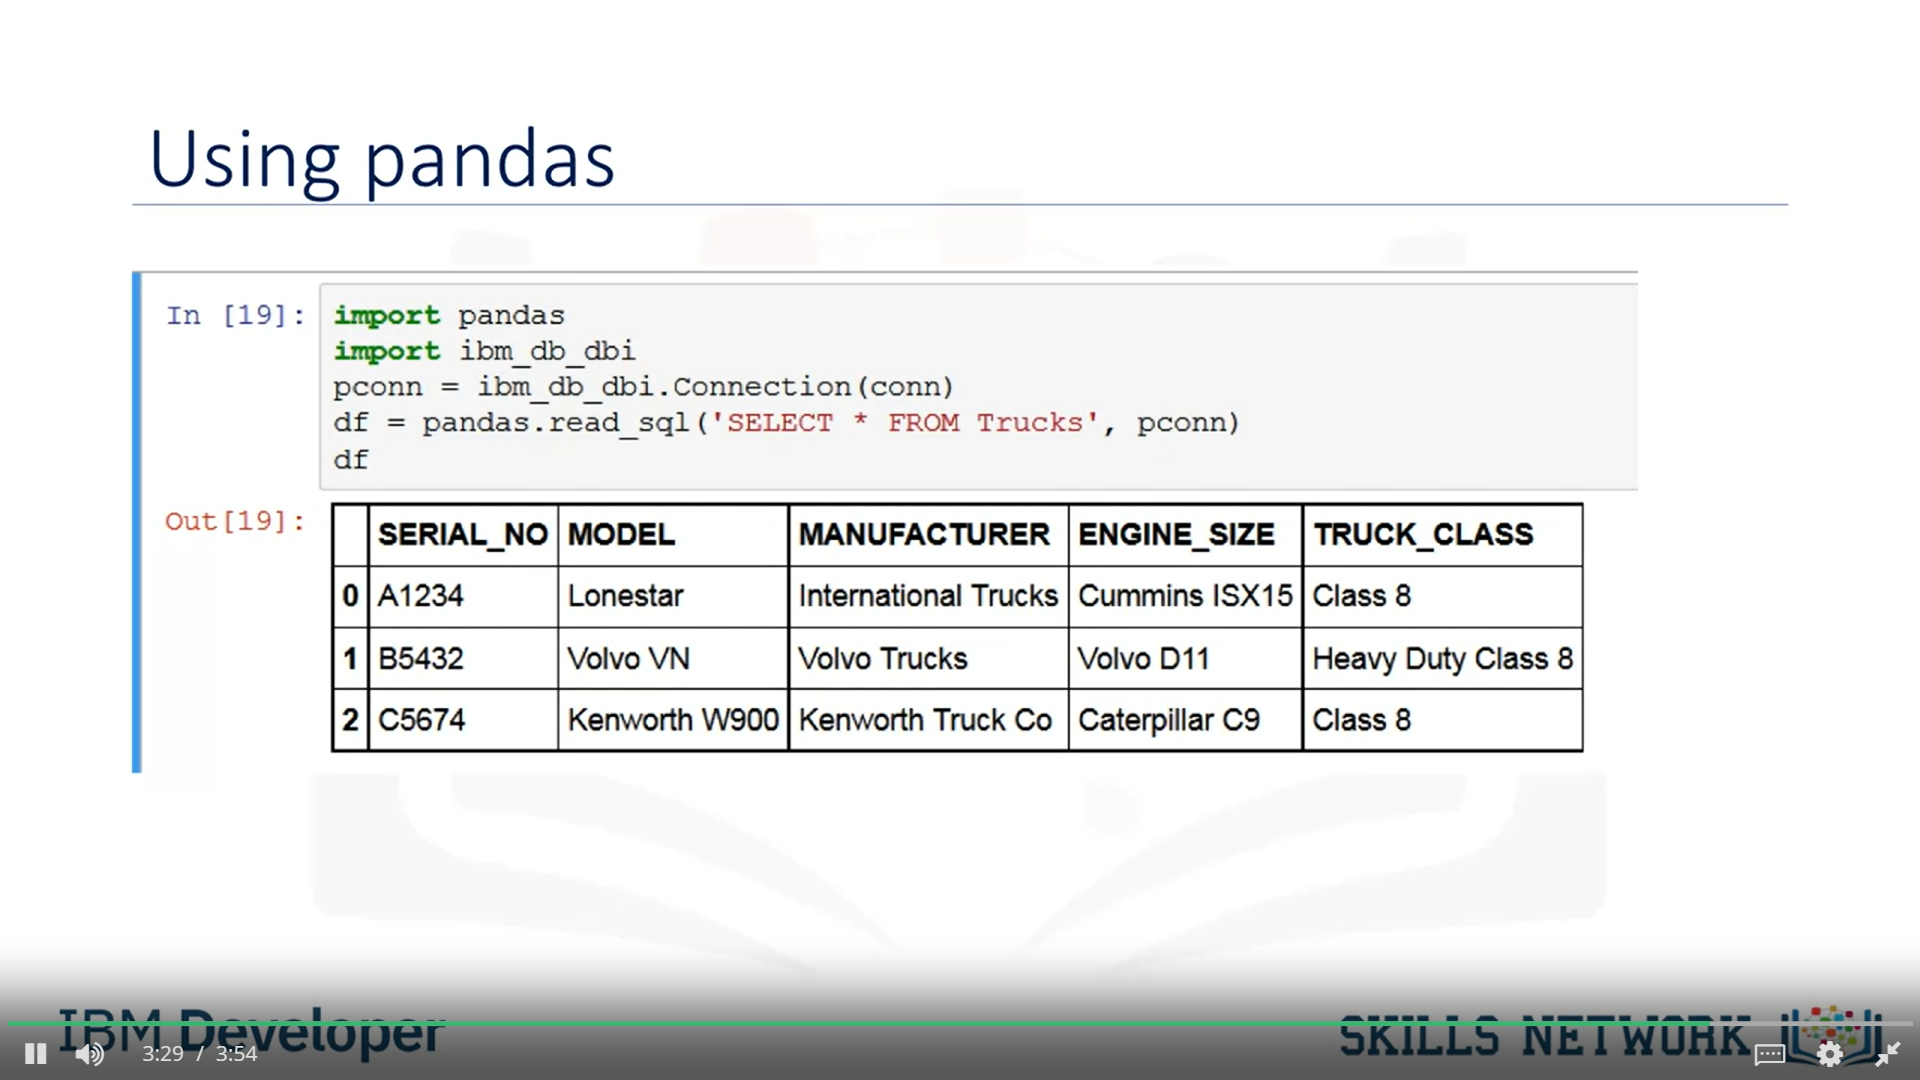 Using pandas
In [19]: import pandas
import ibm_db_dbi
pconn = ibm_db_dbi.Connection(conn)
df = pandas.read_sql('SELECT * FROM Trucks', pconn)
df
Out[19]:
SERIAL_NO MODEL MANUFACTURER ENGINE_SIZE TRUCK_CLASS
0 A1234 Lonestar International Trucks Cummins ISX15 Class 8
1 B5432 Volvo VN Volvo Trucks Volvo D11 Heavy Duty Class 8
2 C5674 Kenworth W900 Kenworth Truck Co Caterpillar C9 Class 8
IBM Developer
SKILLS NETWORK
3:29 / 3:54